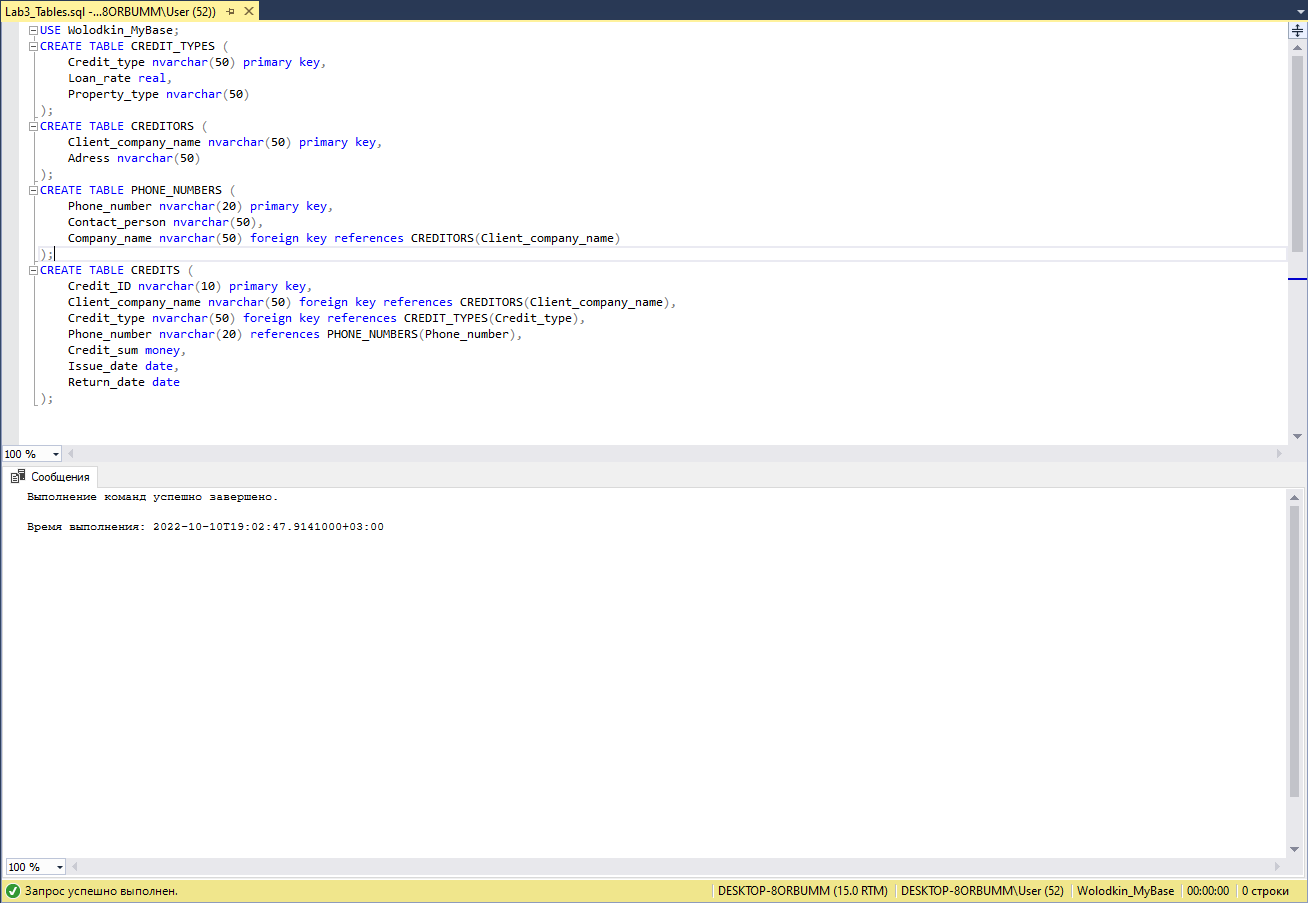 Lab3_Tables.sql -...8ORBUMM\User (52))
USE Wolodkin_MyBase;
CREATE TABLE CREDIT_TYPES (
Credit_type nvarchar(50) primary key,
Loan_rate real,
Property_type nvarchar(50)
);
CREATE TABLE CREDITORS (
Client_company_name nvarchar(50) primary key,
Adress nvarchar(50)
);
CREATE TABLE PHONE_NUMBERS (
Phone_number nvarchar(20) primary key,
Contact_person nvarchar(50),
Company_name nvarchar(50) foreign key references CREDITORS(Client_company_name)
);
CREATE TABLE CREDITS (
Credit_ID nvarchar(10) primary key,
Client_company_name nvarchar(50) foreign key references CREDITORS(Client_company_name),
Credit_type nvarchar(50) foreign key references CREDIT_TYPES(Credit_type),
Phone_number nvarchar(20) references PHONE_NUMBERS(Phone_number),
Credit_sum money,
Issue_date date,
Return_date date
);
100 %
Сообщения
Выполнение команд успешно завершено.
Время выполнения: 2022-10-10T19:02:47.9141000+03:00
100 %
Запрос успешно выполнен. DESKTOP-8ORBUMM (15.0 RTM) DESKTOP-8ORBUMM\User (52) Wolodkin_MyBase 00:00:00 0 строки